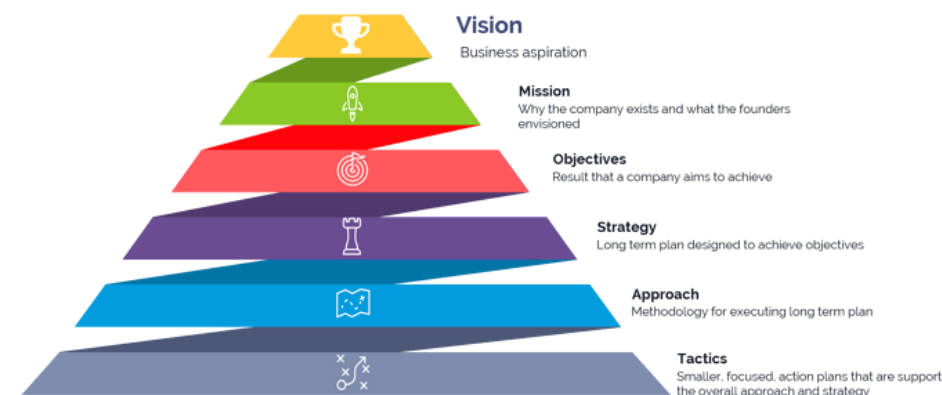 Vision
Business aspiration
Mission
Why the company exists and what the founders
envisioned
Objectives
Result that a company aims to achieve
Strategy
Long term plan designed to achieve objectives
Approach
Methodology for executing long term plan
Tactics
Smaller, focused, action plans that are support
the overall approach and strategy